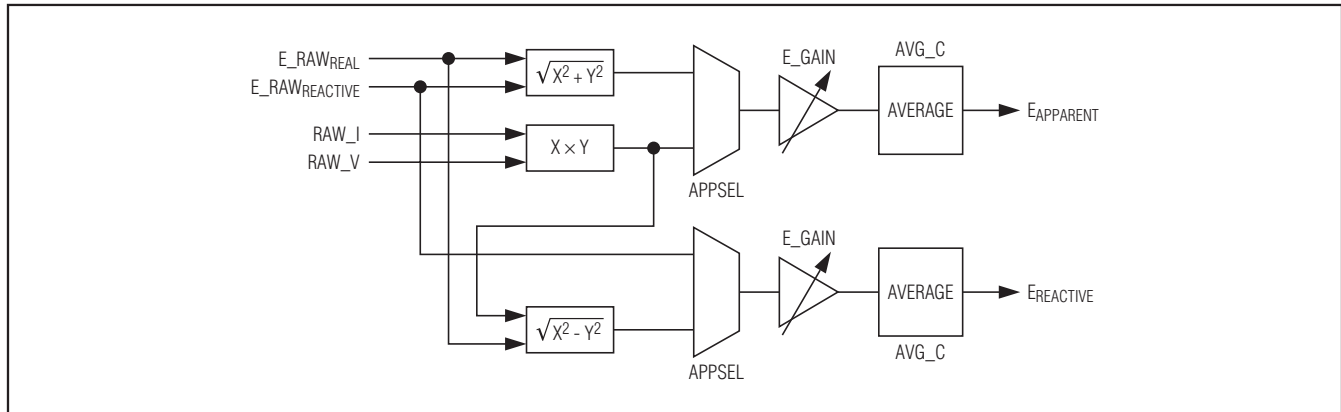 AVG_C
E_RAWREAL
E_GAIN
√X² + Y²
E_RAWREACTIVE
AVERAGE
EAPPARENT
RAW_I
X × Y
RAW_V
APPSEL
E_GAIN
AVERAGE
EREACTIVE
√X² - Y²
AVG_C
APPSEL